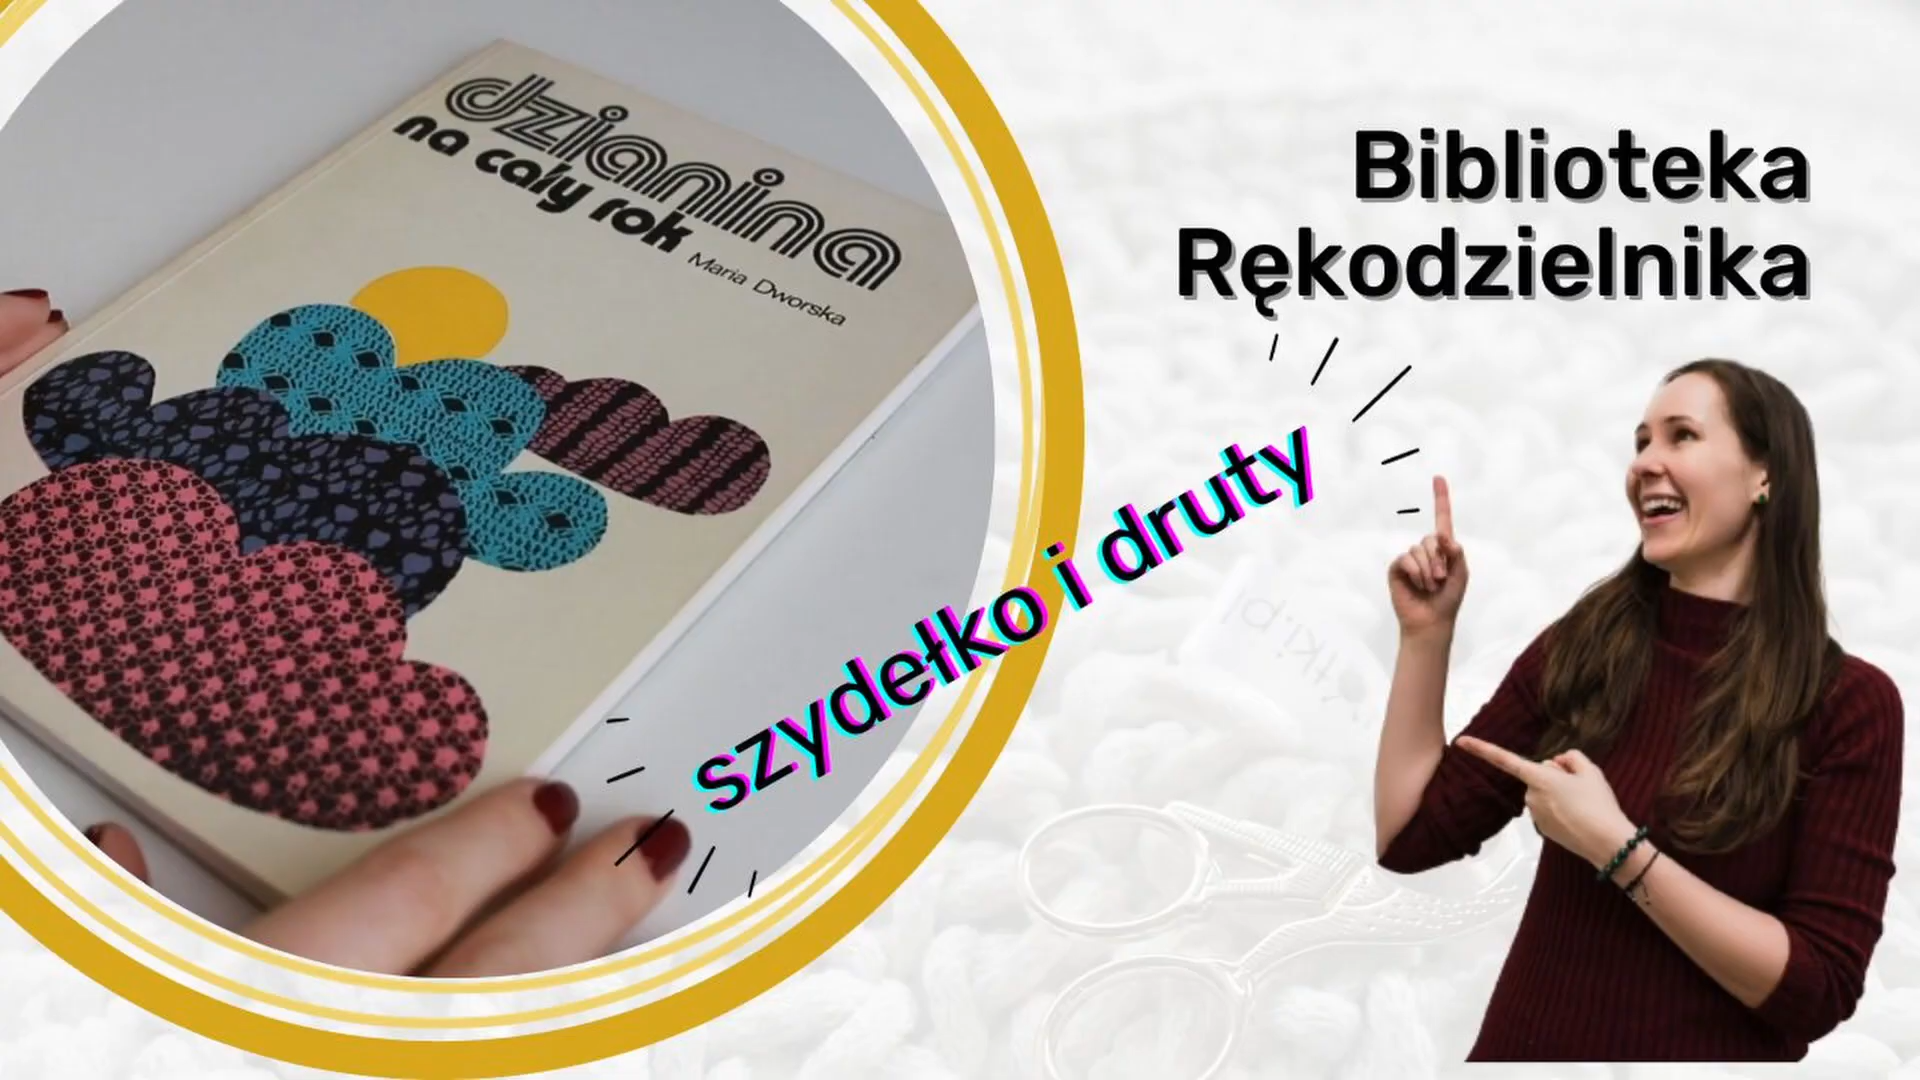 dzianina
na cały rok
Maria Dworska
Biblioteka
Rękodzielnika
szydełko i druty